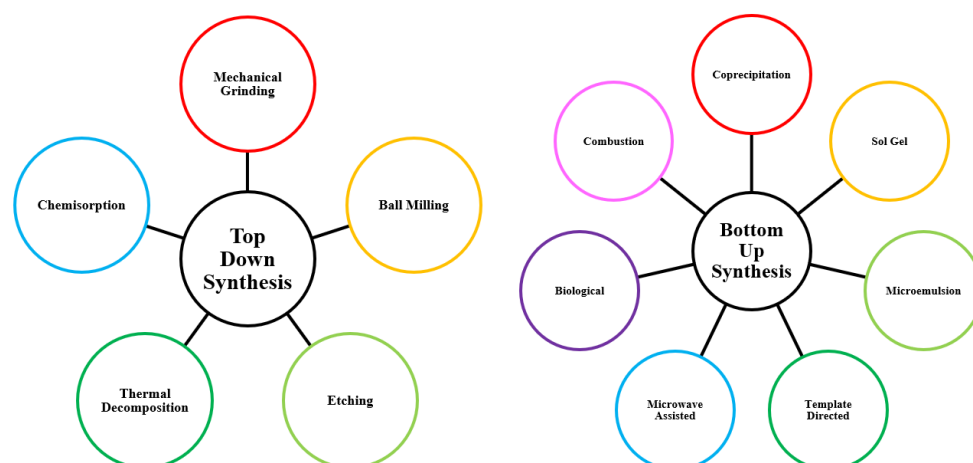 Mechanical
Grinding
Chemisorption
Ball Milling
Top
Down
Synthesis
Thermal
Decomposition
Etching
Coprecipitation
Combustion
Sol Gel
Bottom
Up
Synthesis
Biological
Microemulsion
Microwave
Assisted
Template
Directed